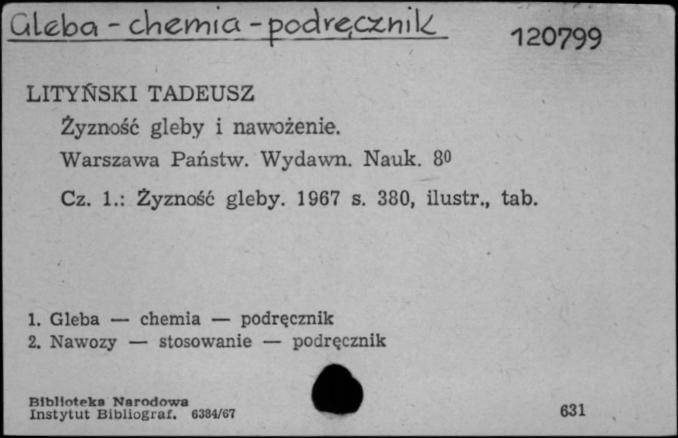 Gleba - chemia - podręcznik
120799
LITYŃSKI TADEUSZ
Żyzność gleby i nawożenie.
Warszawa Państw. Wydawn. Nauk. 8⁰
Cz. 1.: Żyzność gleby. 1967 s. 380, ilustr., tab.
1. Gleba — chemia — podręcznik
2. Nawozy — stosowanie — podręcznik
Biblioteka Narodowa
Instytut Bibliograf. 6384/67
631